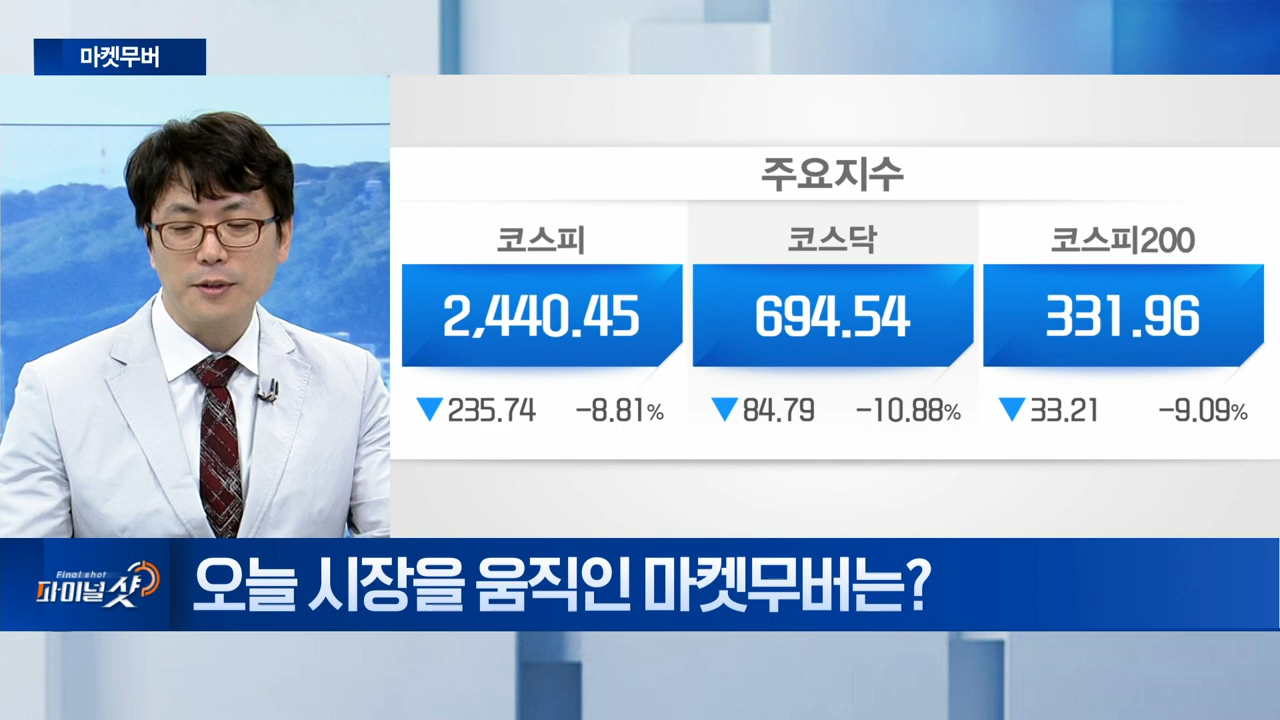 마켓무버
주요지수
코스피 코스닥 코스피200
2,440.45 694.54 331.96
▼235.74 -8.81% ▼84.79 -10.88% ▼33.21 -9.09%
Final shot
파이널샷
오늘 시장을 움직인 마켓무버는?